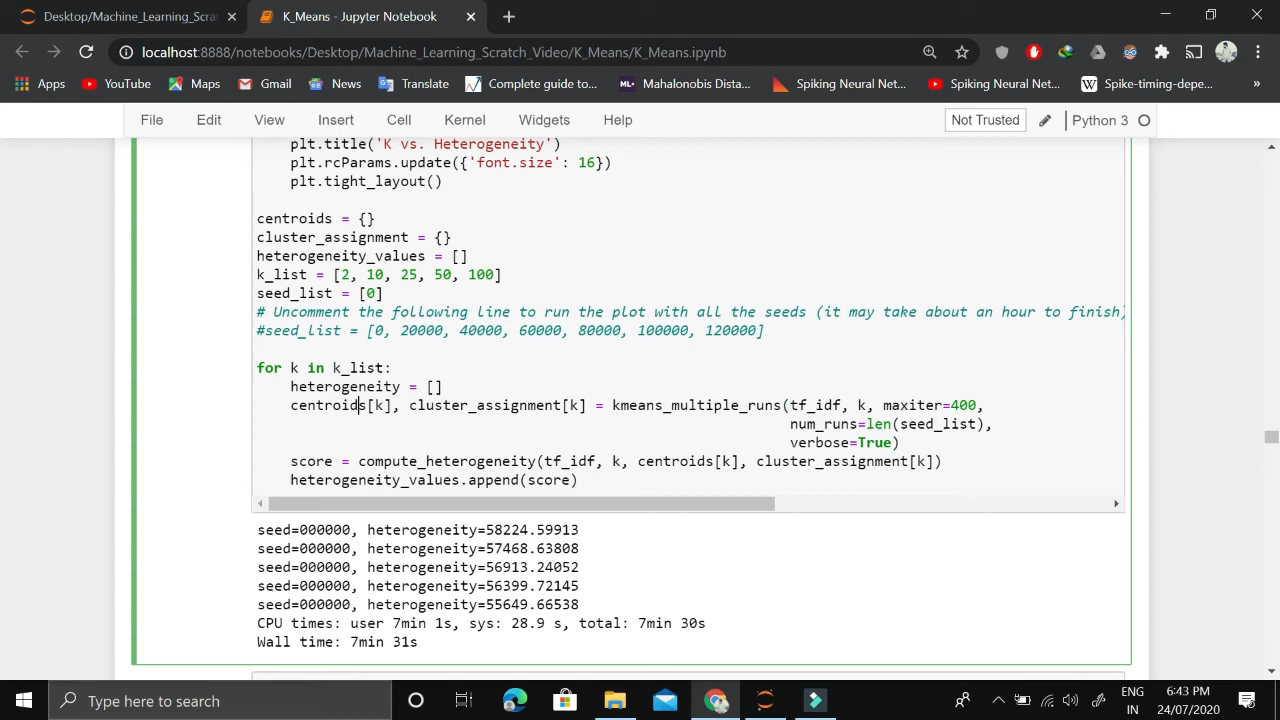 Desktop/Machine_Learning_Scrat
K_Means - Jupyter Notebook
localhost:8888/notebooks/Desktop/Machine_Learning_Scratch_Video/K_Means/K_Means.ipynb
Apps YouTube Maps Gmail News Translate Complete guide to... ML+ Mahalonobis Dista... Spiking Neural Net... Spiking Neural Net... W Spike-timing-depe... »
File Edit View Insert Cell Kernel Widgets Help Not Trusted Python 3
plt.title('K vs. Heterogeneity')
plt.rcParams.update({'font.size': 16})
plt.tight_layout()
centroids = {}
cluster_assignment = {}
heterogeneity_values = []
k_list = [2, 10, 25, 50, 100]
seed_list = [0]
# Uncomment the following line to run the plot with all the seeds (it may take about an hour to finish)
#seed_list = [0, 20000, 40000, 60000, 80000, 100000, 120000]
for k in k_list:
heterogeneity = []
centroids[k], cluster_assignment[k] = kmeans_multiple_runs(tf_idf, k, maxiter=400,
num_runs=len(seed_list),
verbose=True)
score = compute_heterogeneity(tf_idf, k, centroids[k], cluster_assignment[k])
heterogeneity_values.append(score)
seed=000000, heterogeneity=58224.59913
seed=000000, heterogeneity=57468.63808
seed=000000, heterogeneity=56913.24052
seed=000000, heterogeneity=56399.72145
seed=000000, heterogeneity=55649.66538
CPU times: user 7min 1s, sys: 28.9 s, total: 7min 30s
Wall time: 7min 31s
Type here to search
ENG
IN
6:43 PM
24/07/2020